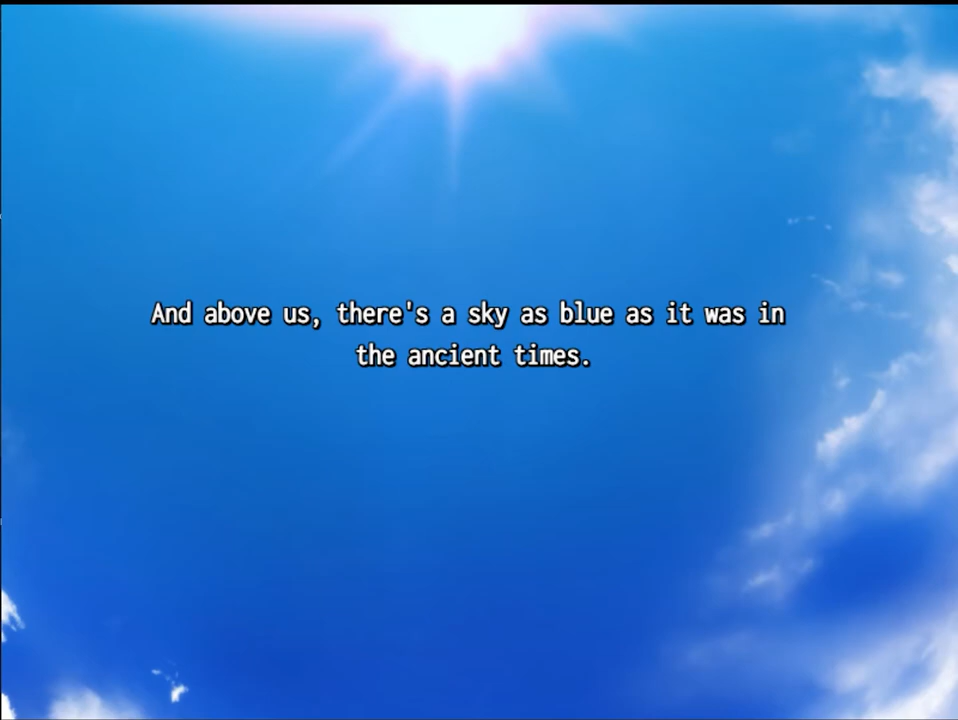 And above us, there's a sky as blue as it was in
the ancient times.